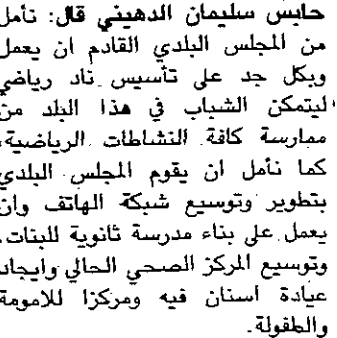 حابس سليمان الدهيني قال: نأمل
من المجلس البلدي القادم ان يعمل
وبكل جد على تأسيس ناد رياضي
ليتمكن الشباب في هذا البلد من
ممارسة كافة النشاطات الرياضية،
كما نأمل ان يقوم المجلس البلدي
بتطوير وتوسيع شبكة الهاتف وان
يعمل على بناء مدرسة ثانوية للبنات،
وتوسيع المركز الصحي الحالي وايجاد
عيادة اسنان فيه ومركزا للامومة
والطفولة.